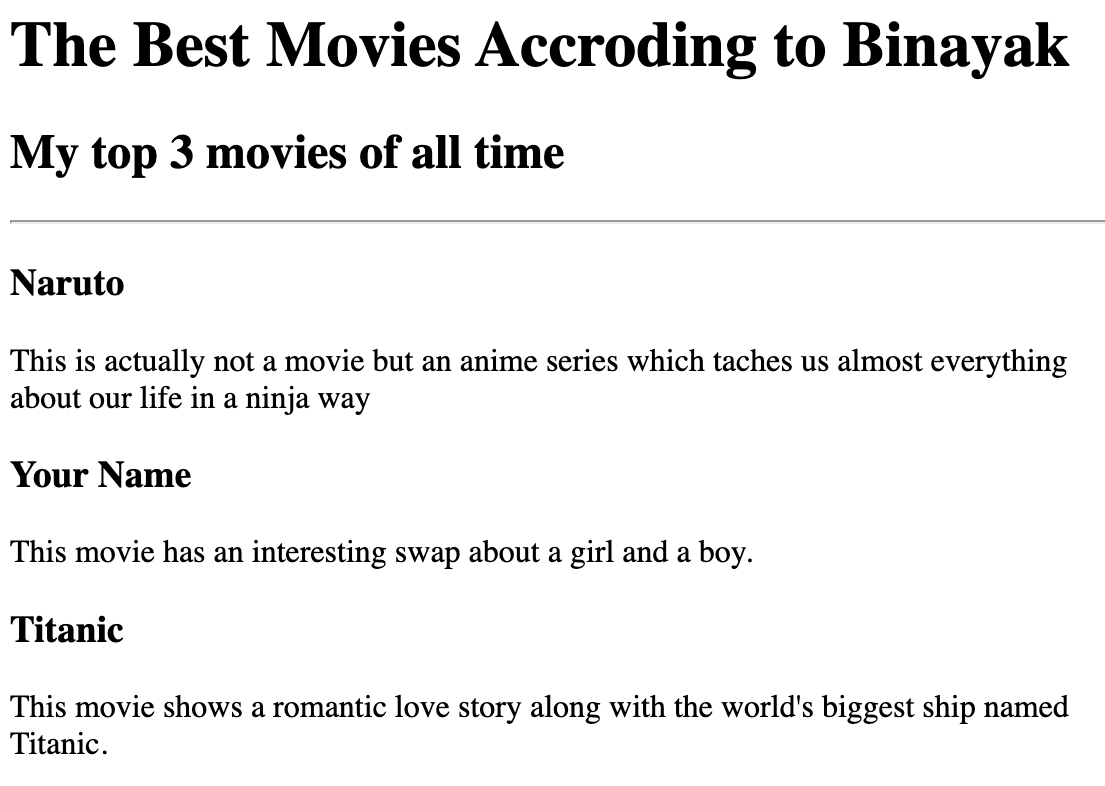 The Best Movies Accroding to Binayak
My top 3 movies of all time
Naruto
This is actually not a movie but an anime series which taches us almost everything
about our life in a ninja way
Your Name
This movie has an interesting swap about a girl and a boy.
Titanic
This movie shows a romantic love story along with the world's biggest ship named
Titanic.